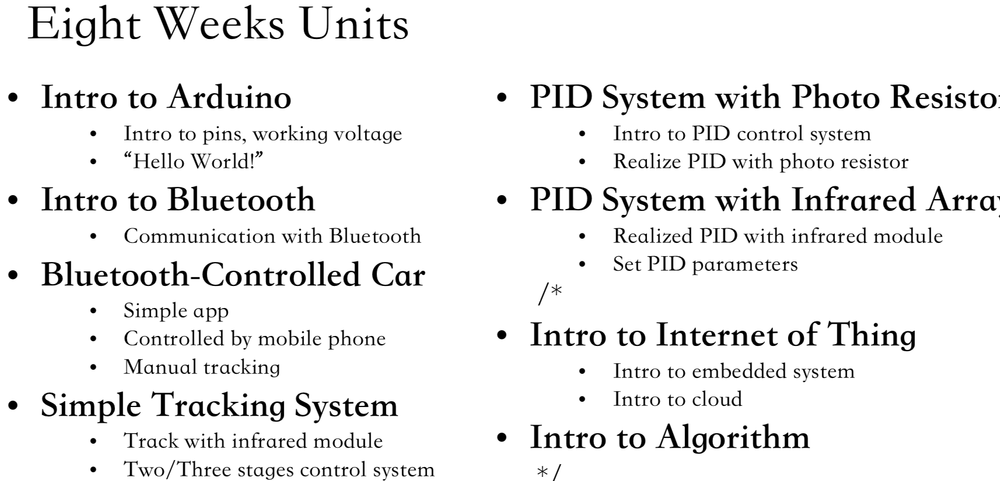 Eight Weeks Units
• Intro to Arduino
• Intro to pins, working voltage
• “Hello World!”
• Intro to Bluetooth
• Communication with Bluetooth
• Bluetooth-Controlled Car
• Simple app
• Controlled by mobile phone
• Manual tracking
• Simple Tracking System
• Track with infrared module
• Two/Three stages control system
• PID System with Photo Resistor
• Intro to PID control system
• Realize PID with photo resistor
• PID System with Infrared Array
• Realized PID with infrared module
• Set PID parameters
/*
• Intro to Internet of Thing
• Intro to embedded system
• Intro to cloud
• Intro to Algorithm
*/